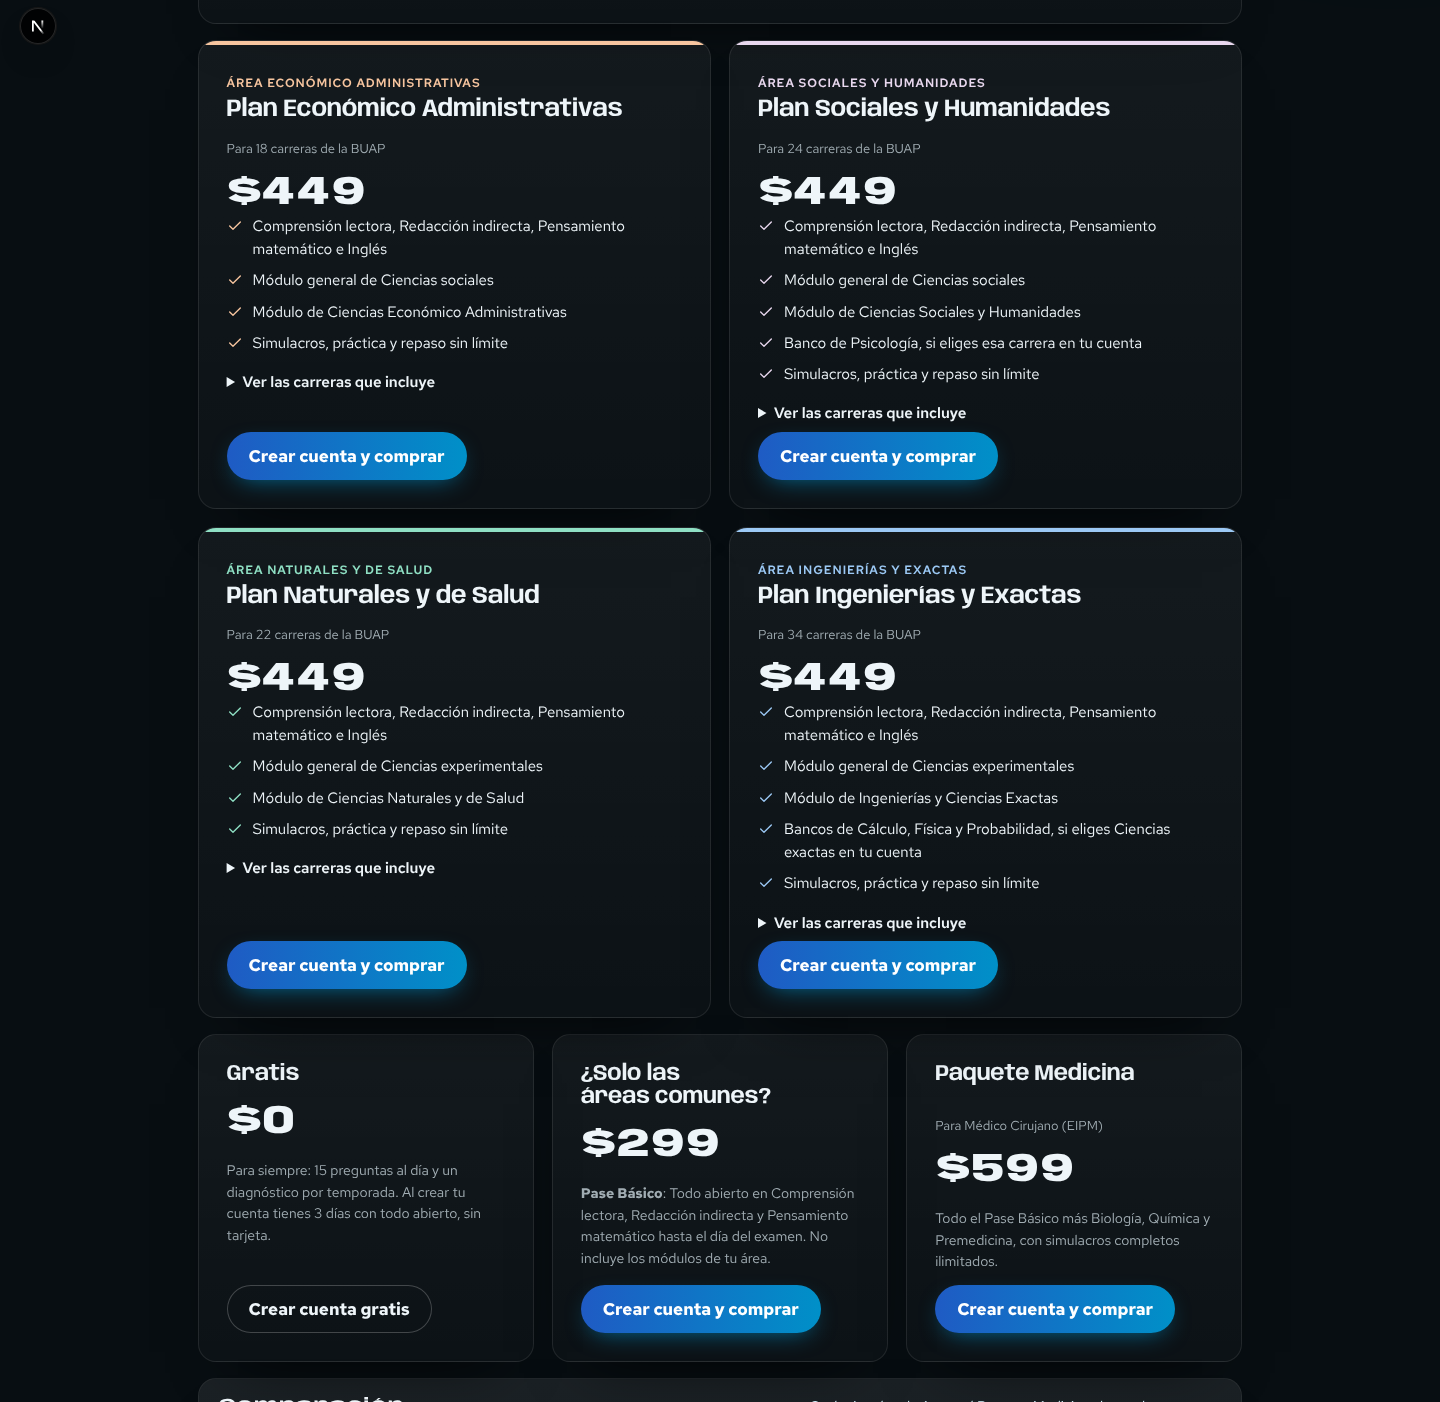 N
ÁREA ECONÓMICO ADMINISTRATIVAS
Plan Económico Administrativas
Para 18 carreras de la BUAP
$449
Comprensión lectora, Redacción indirecta, Pensamiento
matemático e Inglés
Módulo general de Ciencias sociales
Módulo de Ciencias Económico Administrativas
Simulacros, práctica y repaso sin límite
Ver las carreras que incluye
Crear cuenta y comprar
ÁREA SOCIALES Y HUMANIDADES
Plan Sociales y Humanidades
Para 24 carreras de la BUAP
$449
Comprensión lectora, Redacción indirecta, Pensamiento
matemático e Inglés
Módulo general de Ciencias sociales
Módulo de Ciencias Sociales y Humanidades
Banco de Psicología, si eliges esa carrera en tu cuenta
Simulacros, práctica y repaso sin límite
Ver las carreras que incluye
Crear cuenta y comprar
ÁREA NATURALES Y DE SALUD
Plan Naturales y de Salud
Para 22 carreras de la BUAP
$449
Comprensión lectora, Redacción indirecta, Pensamiento
matemático e Inglés
Módulo general de Ciencias experimentales
Módulo de Ciencias Naturales y de Salud
Simulacros, práctica y repaso sin límite
Ver las carreras que incluye
Crear cuenta y comprar
ÁREA INGENIERÍAS Y EXACTAS
Plan Ingenierías y Exactas
Para 34 carreras de la BUAP
$449
Comprensión lectora, Redacción indirecta, Pensamiento
matemático e Inglés
Módulo general de Ciencias experimentales
Módulo de Ingenierías y Ciencias Exactas
Bancos de Cálculo, Física y Probabilidad, si eliges Ciencias
exactas en tu cuenta
Simulacros, práctica y repaso sin límite
Ver las carreras que incluye
Crear cuenta y comprar
Gratis
$0
Para siempre: 15 preguntas al día y un
diagnóstico por temporada. Al crear tu
cuenta tienes 3 días con todo abierto, sin
tarjeta.
Crear cuenta gratis
¿Solo las
áreas comunes?
$299
Pase Básico: Todo abierto en Comprensión
lectora, Redacción indirecta y Pensamiento
matemático hasta el día del examen. No
incluye los módulos de tu área.
Crear cuenta y comprar
Paquete Medicina
Para Médico Cirujano (EIPM)
$599
Todo el Pase Básico más Biología, Química y
Premedicina, con simulacros completos
ilimitados.
Crear cuenta y comprar